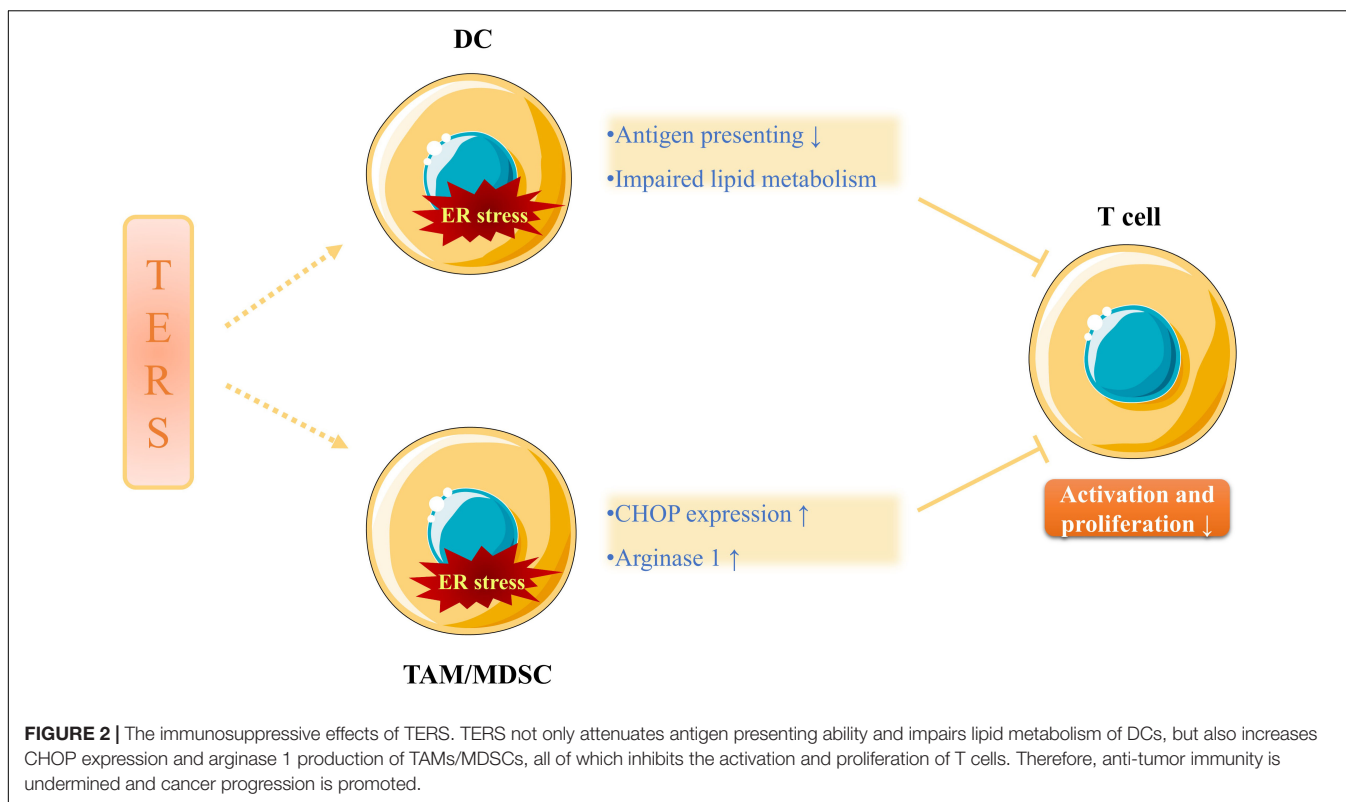 DC
•Antigen presenting ↓
•Impaired lipid metabolism
ER stress
T cell
T
E
R
S
•CHOP expression ↑
•Arginase 1 ↑
ER stress
Activation and
proliferation ↓
TAM/MDSC
FIGURE 2 | The immunosuppressive effects of TERS. TERS not only attenuates antigen presenting ability and impairs lipid metabolism of DCs, but also increases
CHOP expression and arginase 1 production of TAMs/MDSCs, all of which inhibits the activation and proliferation of T cells. Therefore, anti-tumor immunity is
undermined and cancer progression is promoted.